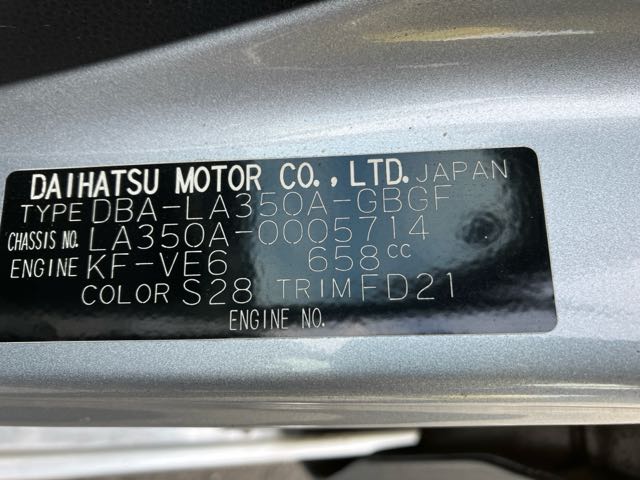 DAIHATSU MOTOR CO.,LTD. JAPAN
TYPE DBA-LA350A-GBGF
CHASSIS NO. LA350A-0005714
ENGINE KF-VE6 658cc
COLOR S28 TRIM FD21
ENGINE NO.